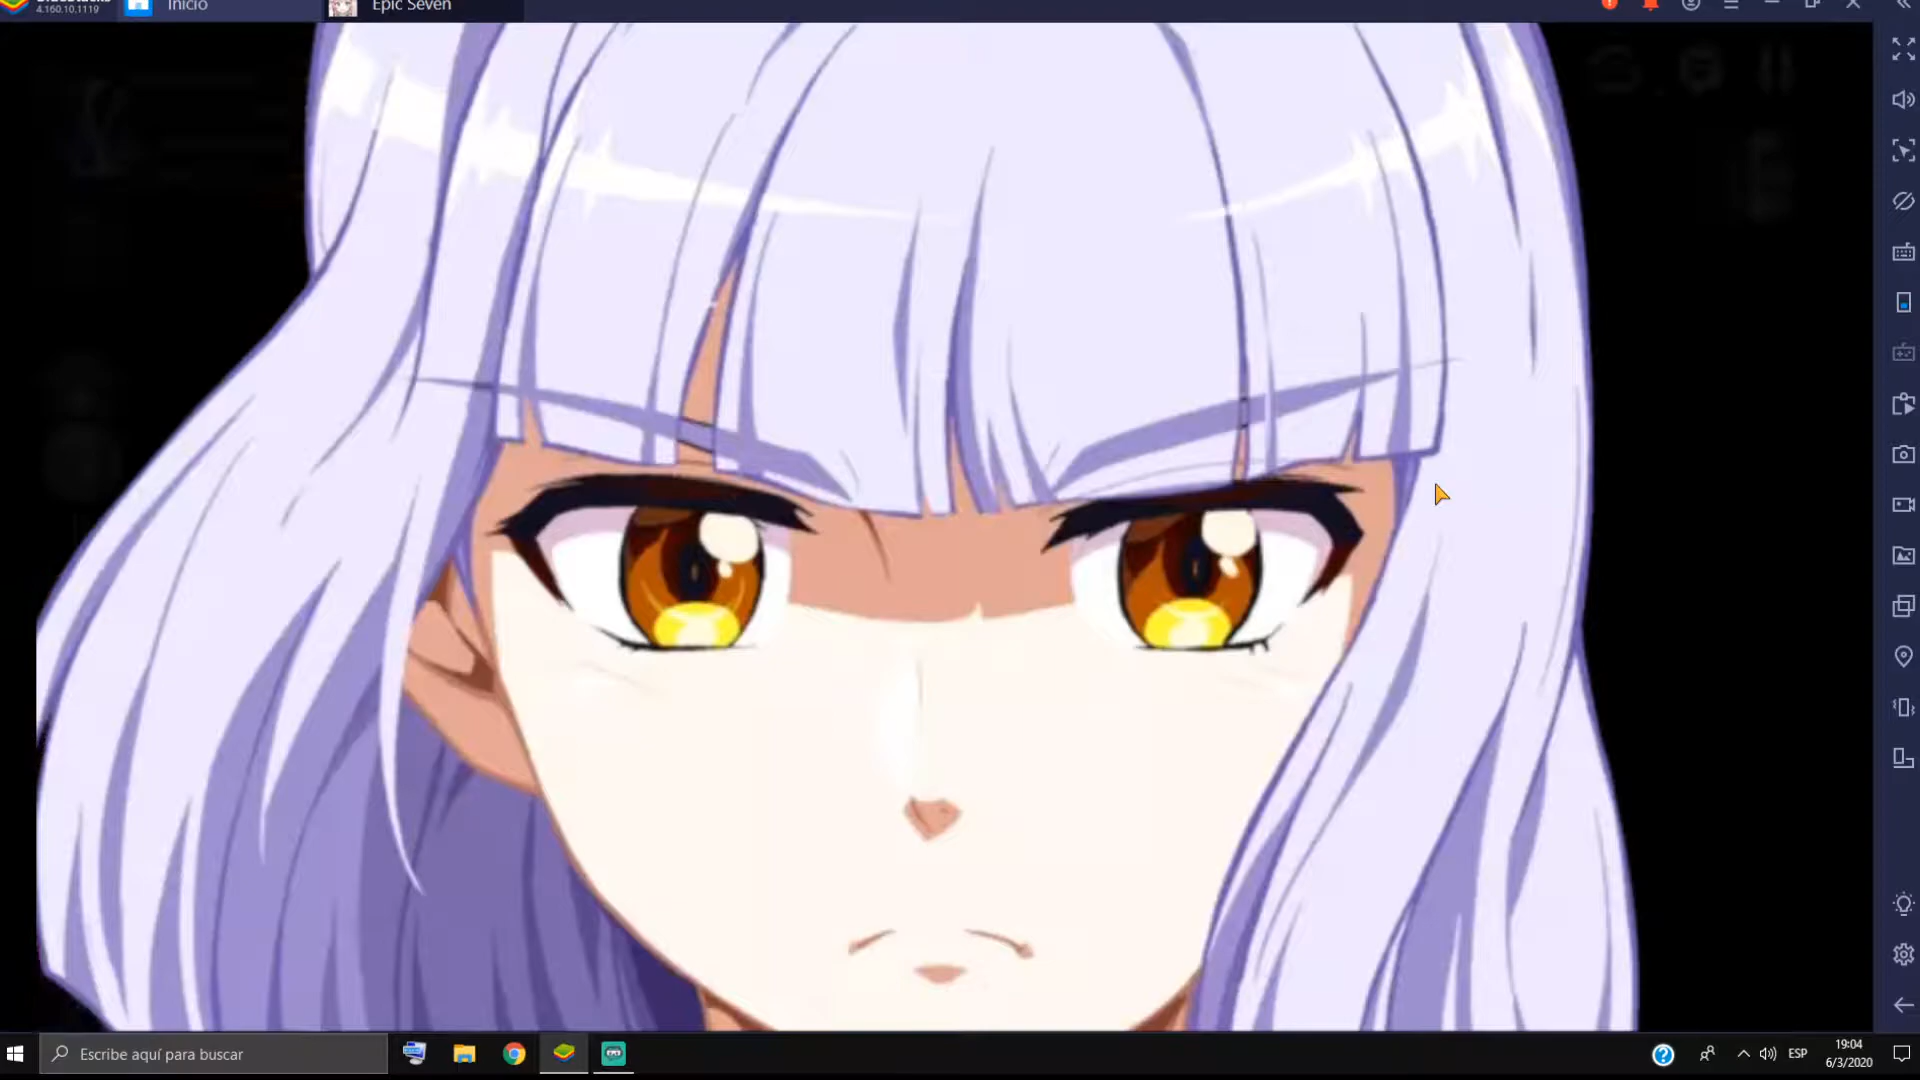 4.160.10.1119
Inicio
Epic Seven
Escribe aquí para buscar
ESP
19:04
6/3/2020